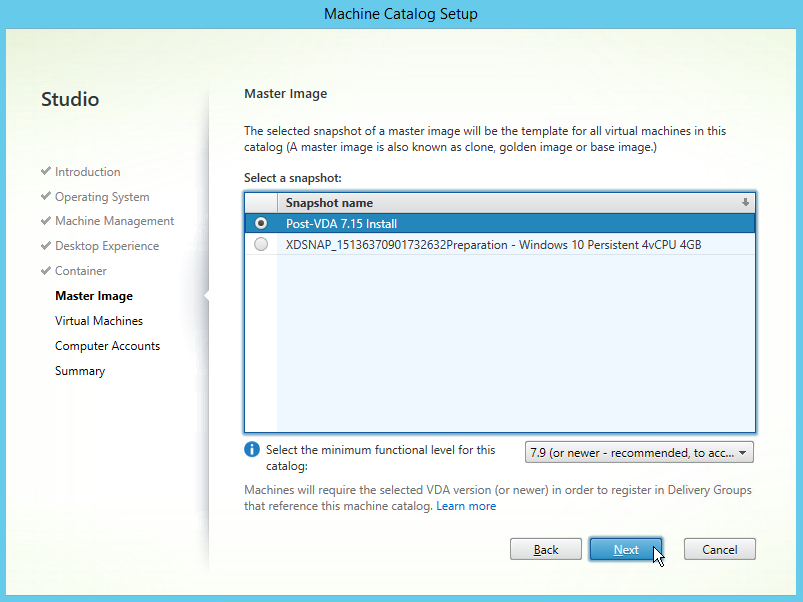 Machine Catalog Setup
Studio
Introduction
Operating System
Machine Management
Desktop Experience
Container
Master Image
Virtual Machines
Computer Accounts
Summary
Master Image
The selected snapshot of a master image will be the template for all virtual machines in this
catalog (A master image is also known as clone, golden image or base image.)
Select a snapshot:
Snapshot name
Post-VDA 7.15 Install
XDSNAP_15136370901732632Preparation - Windows 10 Persistent 4vCPU 4GB
Select the minimum functional level for this
catalog:
7.9 (or newer - recommended, to acc...
Machines will require the selected VDA version (or newer) in order to register in Delivery Groups
that reference this machine catalog. Learn more
Back
Next
Cancel